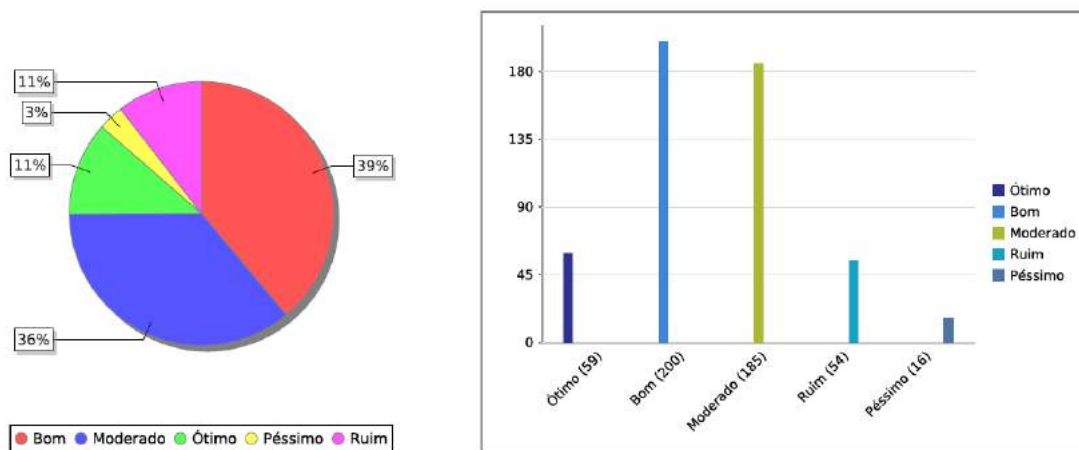 11%
3%
11%
39%
36%
Bom Moderado Ótimo Péssimo Ruim
180
135
90
45
0
Ótimo (59)
Bom (200)
Moderado (185)
Ruim (54)
Péssimo (16)
Ótimo
Bom
Moderado
Ruim
Péssimo